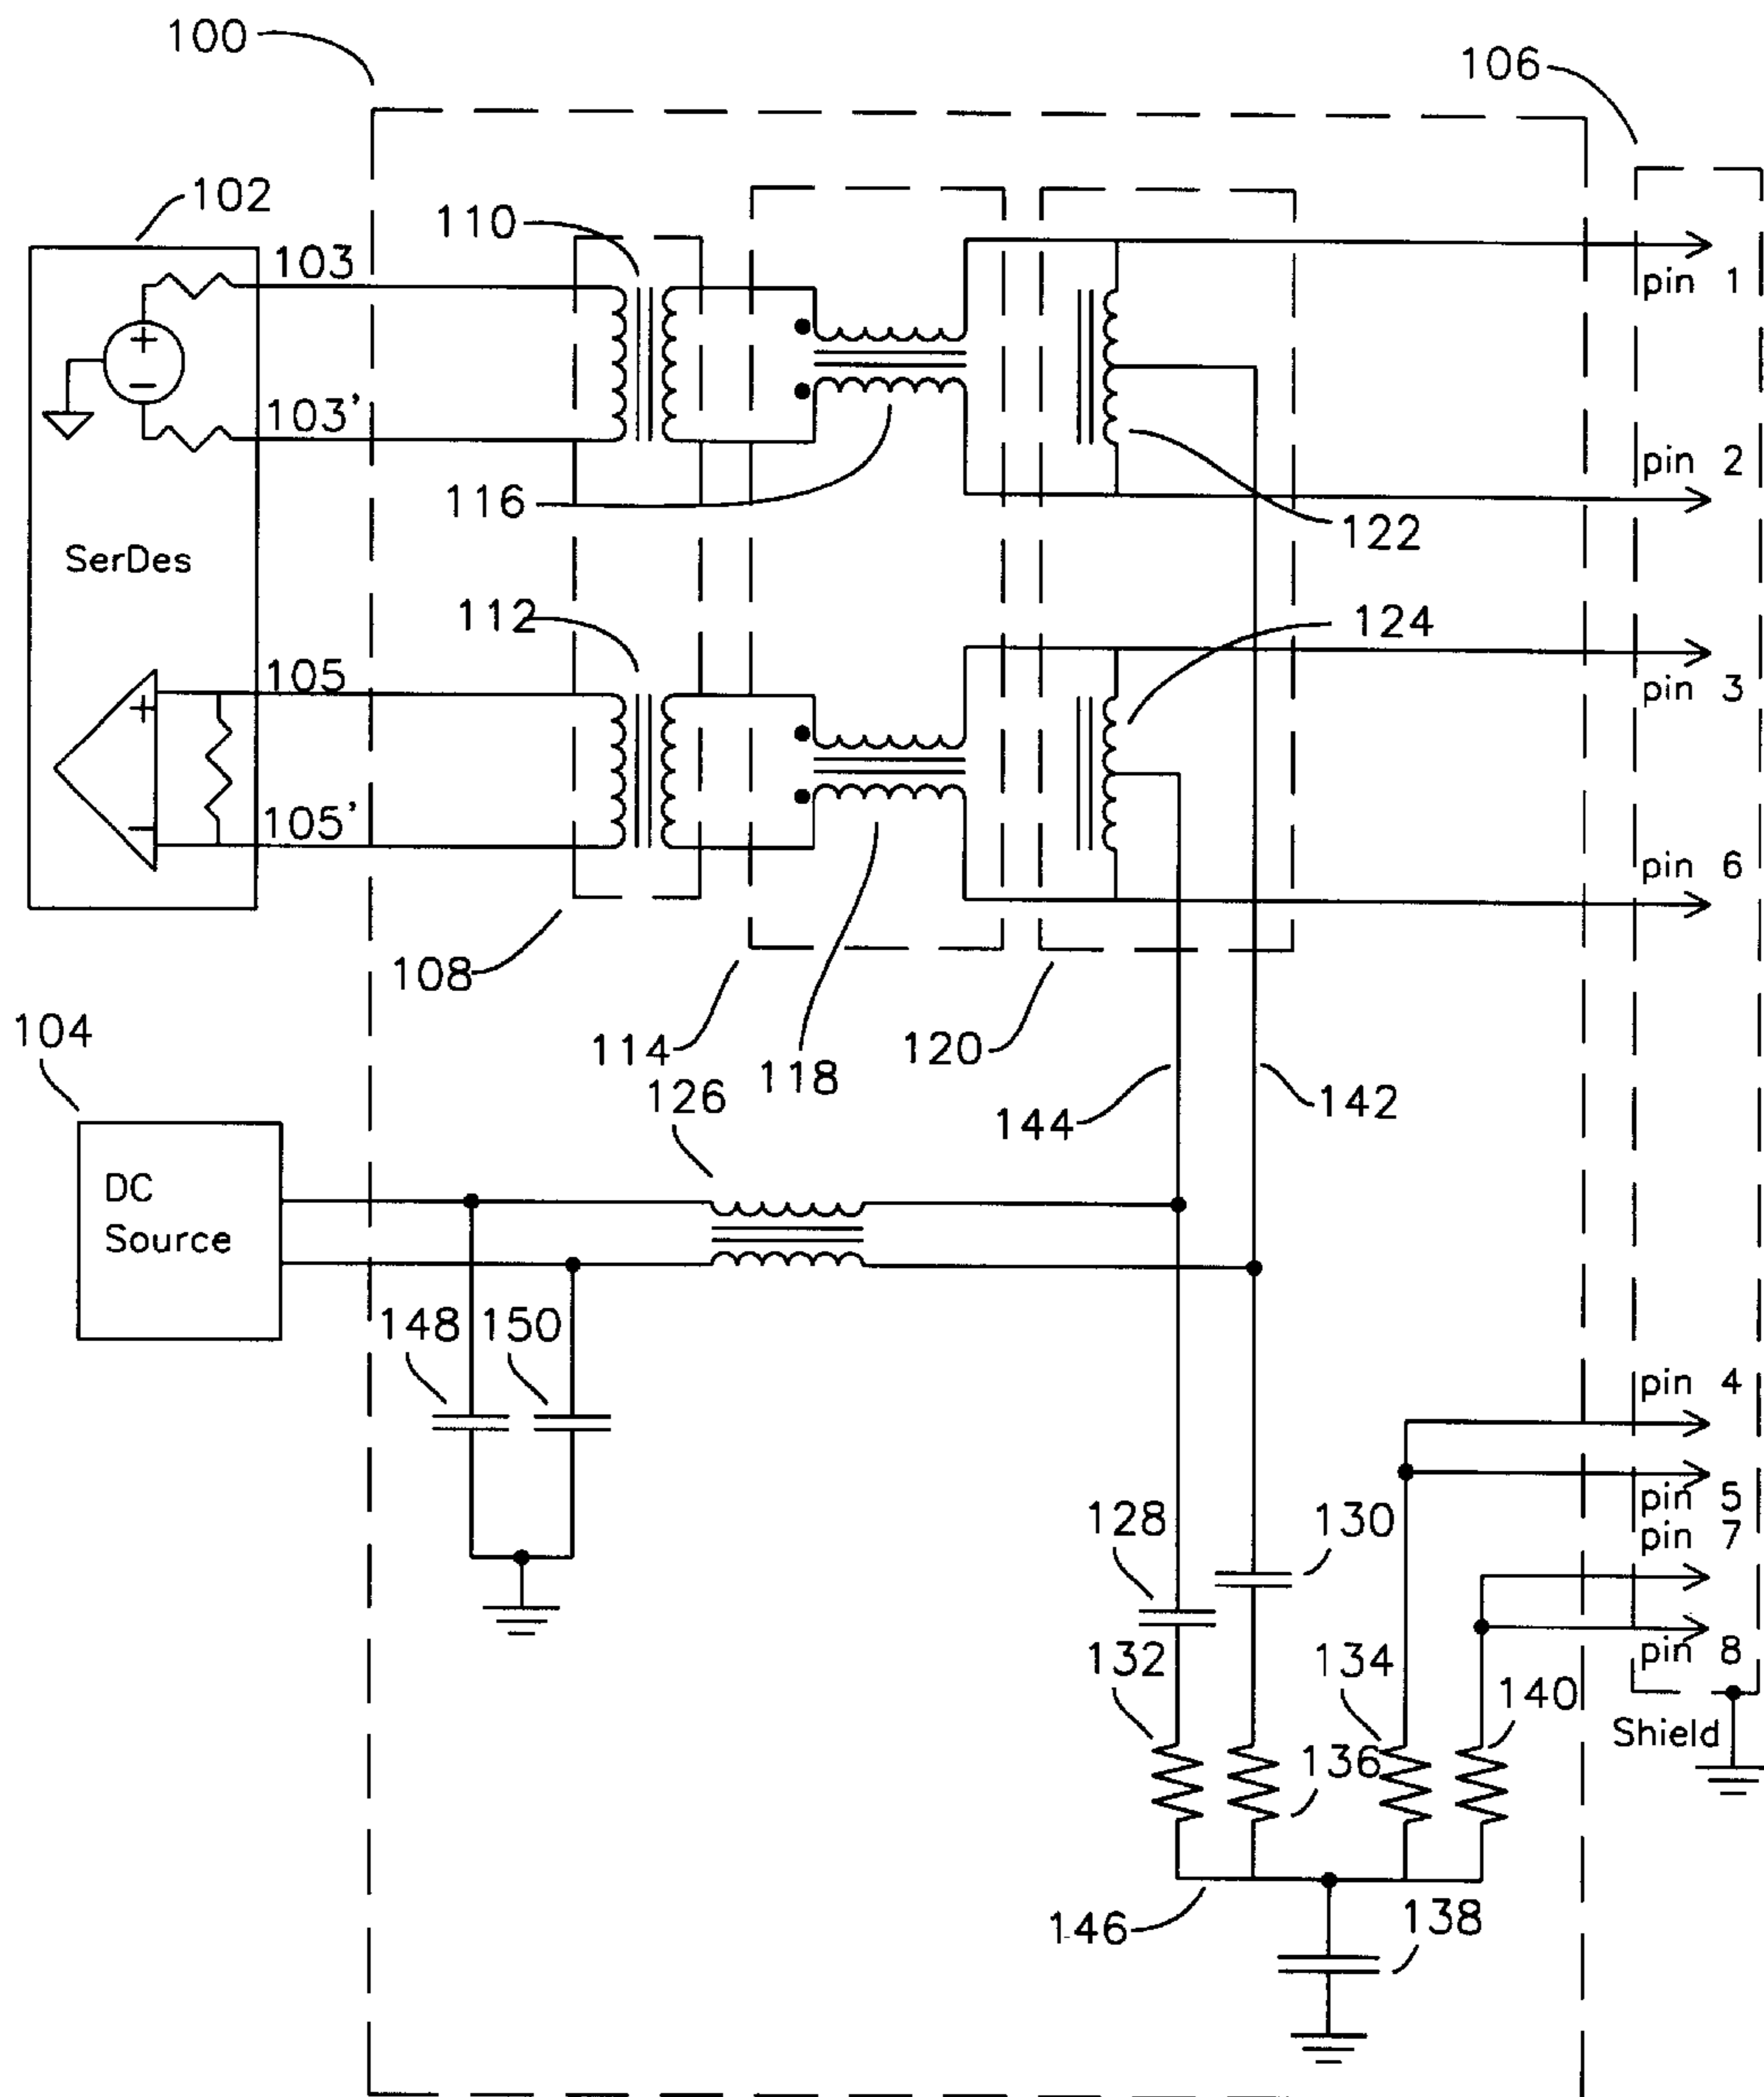 100
106
102
110
103
pin 1
+
−
103'
pin 2
116
122
SerDes
112
124
105
pin 3
+
105'
−
pin 6
108
104
114
118
120
126
144
142
DC
Source
148
150
pin 4
128
130
pin 5
pin 7
132
134
pin 8
140
Shield
136
146
138